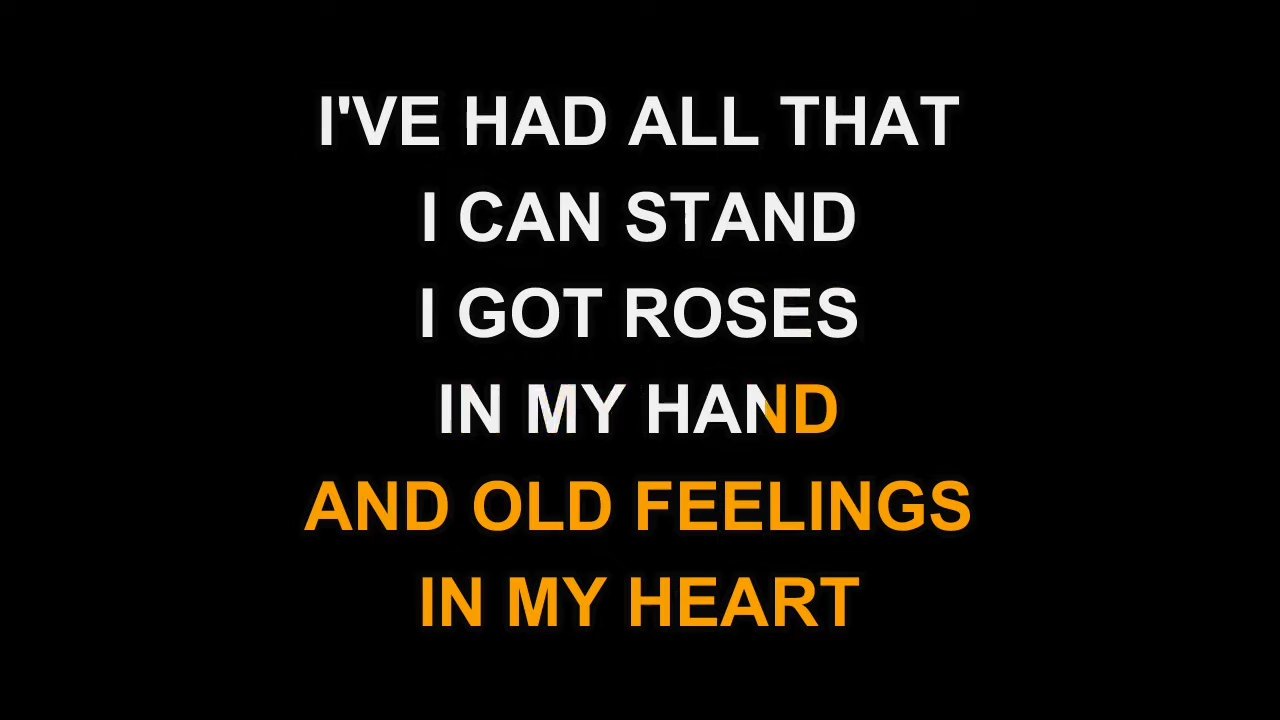 I'VE HAD ALL THAT
I CAN STAND
I GOT ROSES
IN MY HAND
AND OLD FEELINGS
IN MY HEART